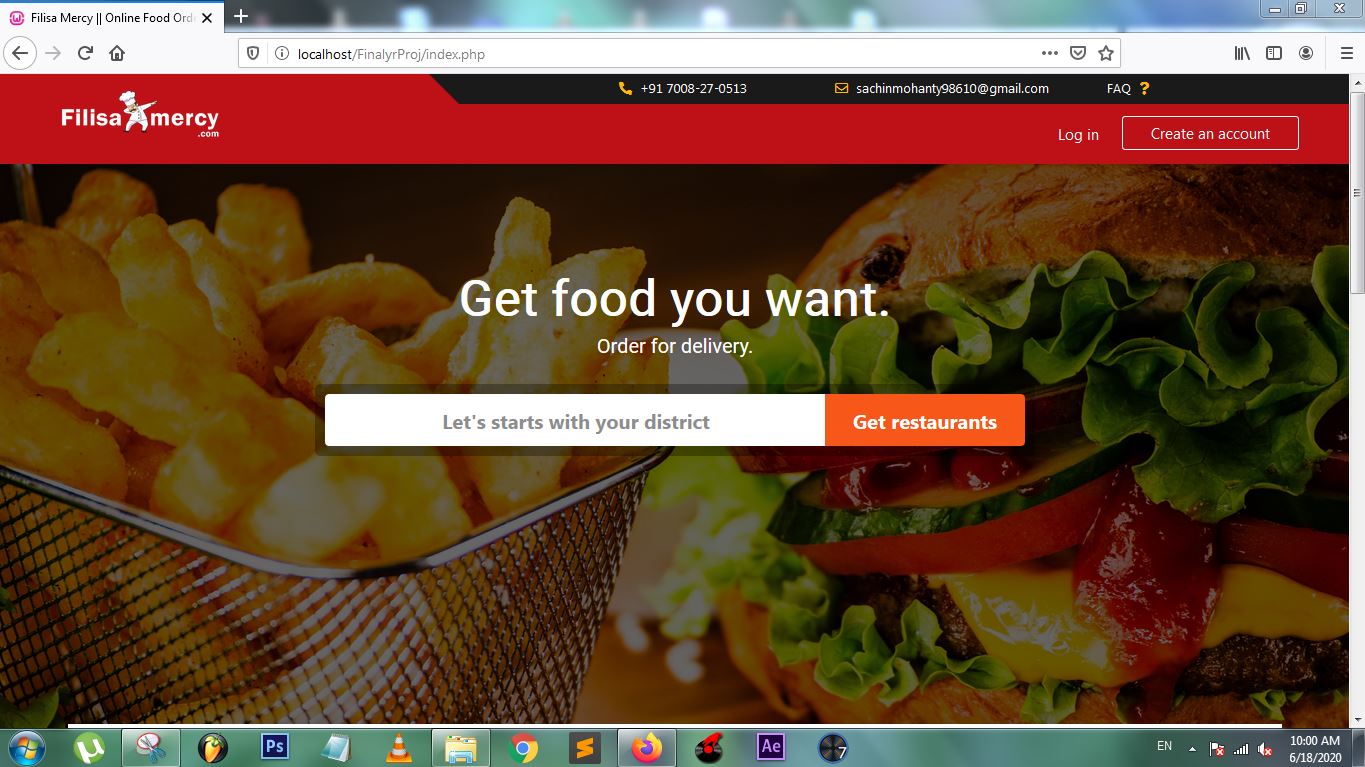 Filisa Mercy || Online Food Orde
localhost/FinalyrProj/index.php
+91 7008-27-0513
sachinmohanty98610@gmail.com
FAQ ?
Filisa mercy
.com
Log in
Create an account
Get food you want.
Order for delivery.
Let's starts with your district
Get restaurants
Ps
Ae
7
EN
10:00 AM
6/18/2020